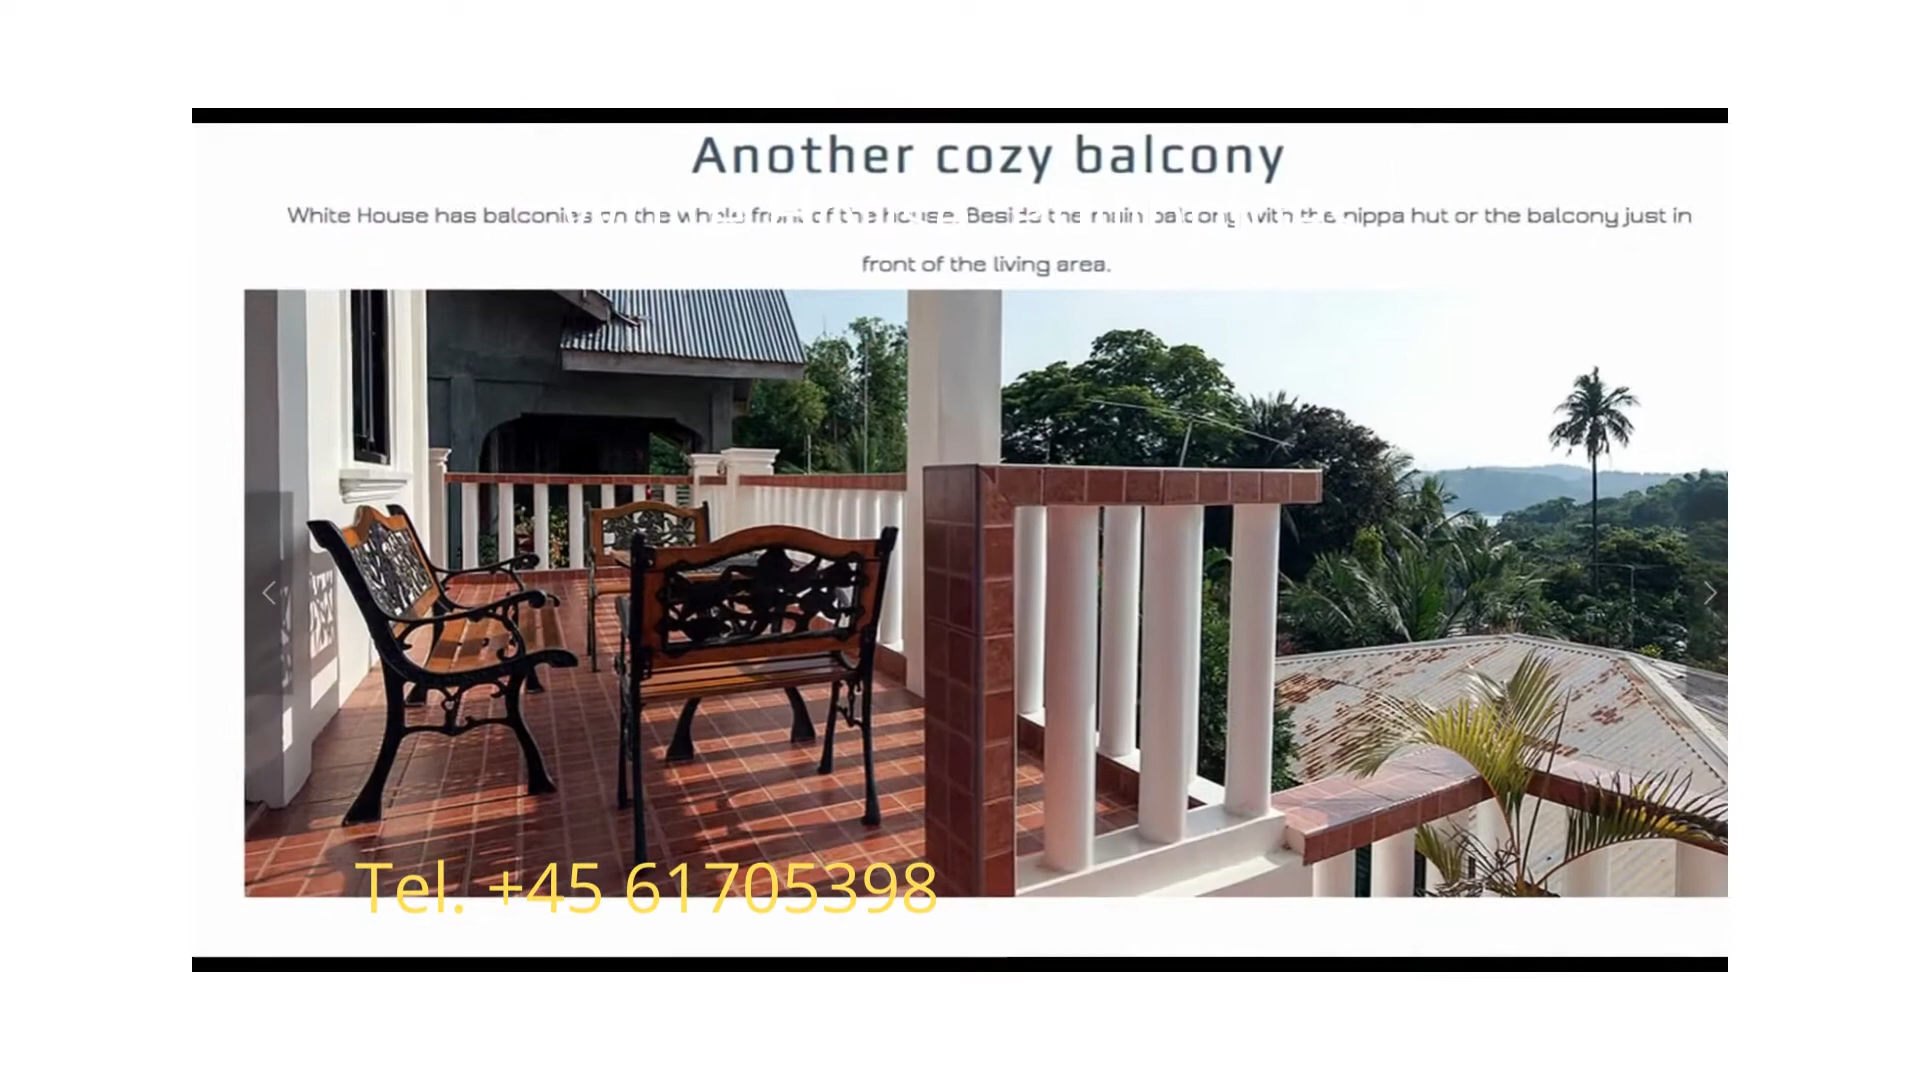 Another cozy balcony
White House has balconies on the whole front of the house. Beside the main balcony with the nippa hut or the balcony just in
front of the living area.
Tel. +45 61705398